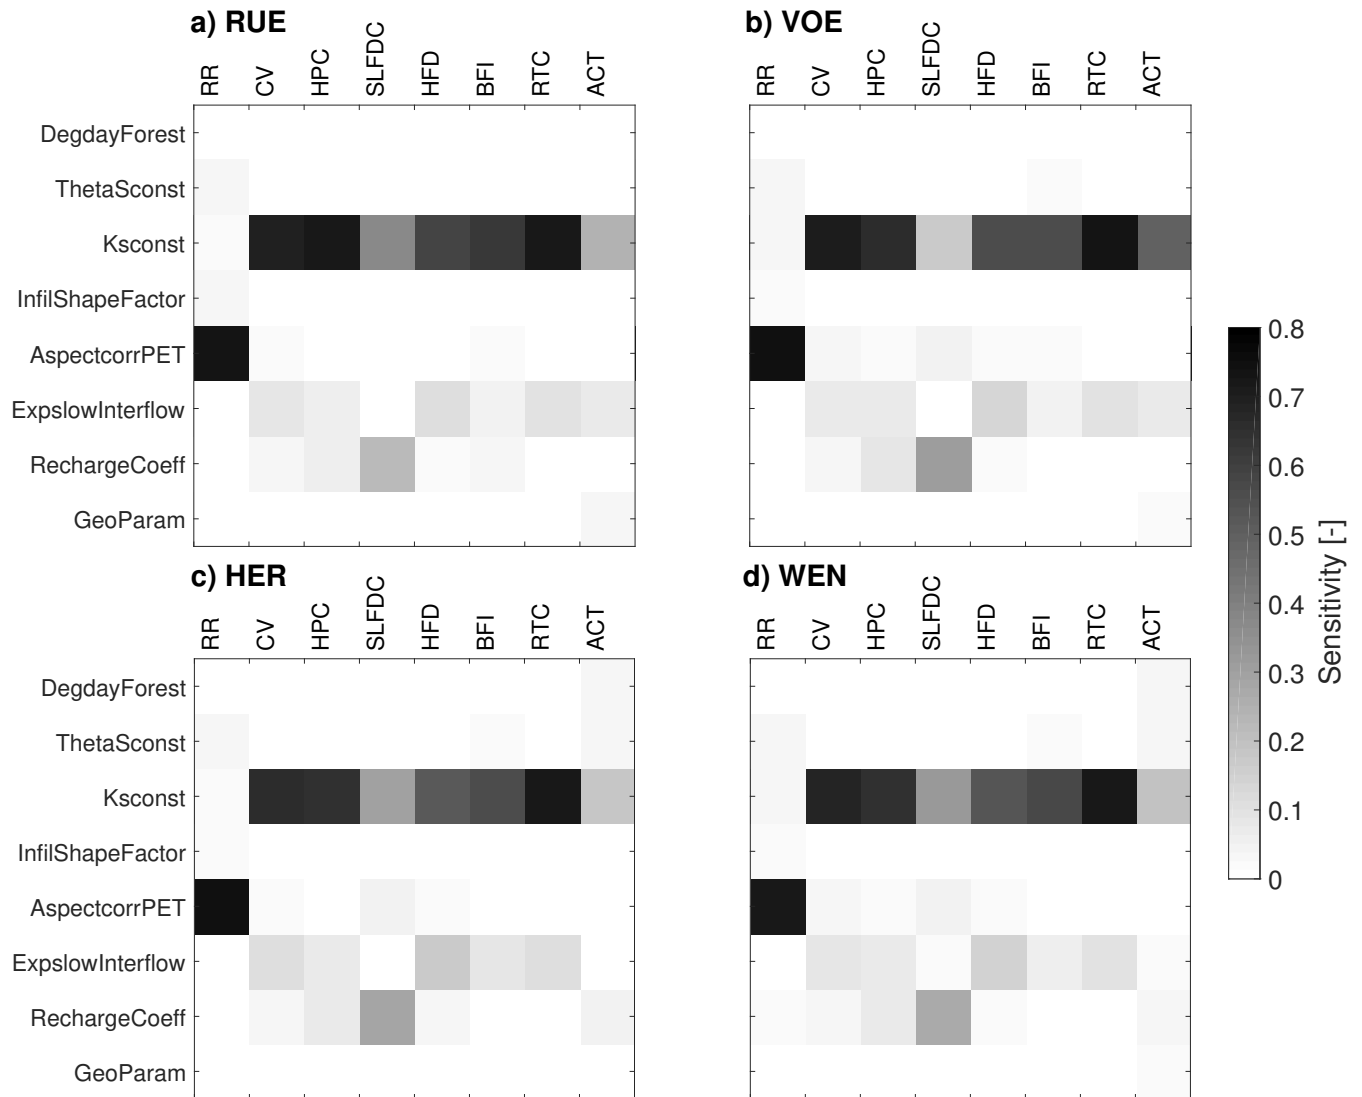 a) RUE
b) VOE
RR CV HPC SLFDC HFD BFI RTC ACT
RR CV HPC SLFDC HFD BFI RTC ACT
DegdayForest
ThetaSconst
Ksconst
InfilShapeFactor
AspectcorrPET
ExpslowInterflow
RechargeCoeff
GeoParam
c) HER
d) WEN
RR CV HPC SLFDC HFD BFI RTC ACT
RR CV HPC SLFDC HFD BFI RTC ACT
DegdayForest
ThetaSconst
Ksconst
InfilShapeFactor
AspectcorrPET
ExpslowInterflow
RechargeCoeff
GeoParam
0.8
0.7
0.6
0.5
0.4
0.3
0.2
0.1
0
Sensitivity [-]